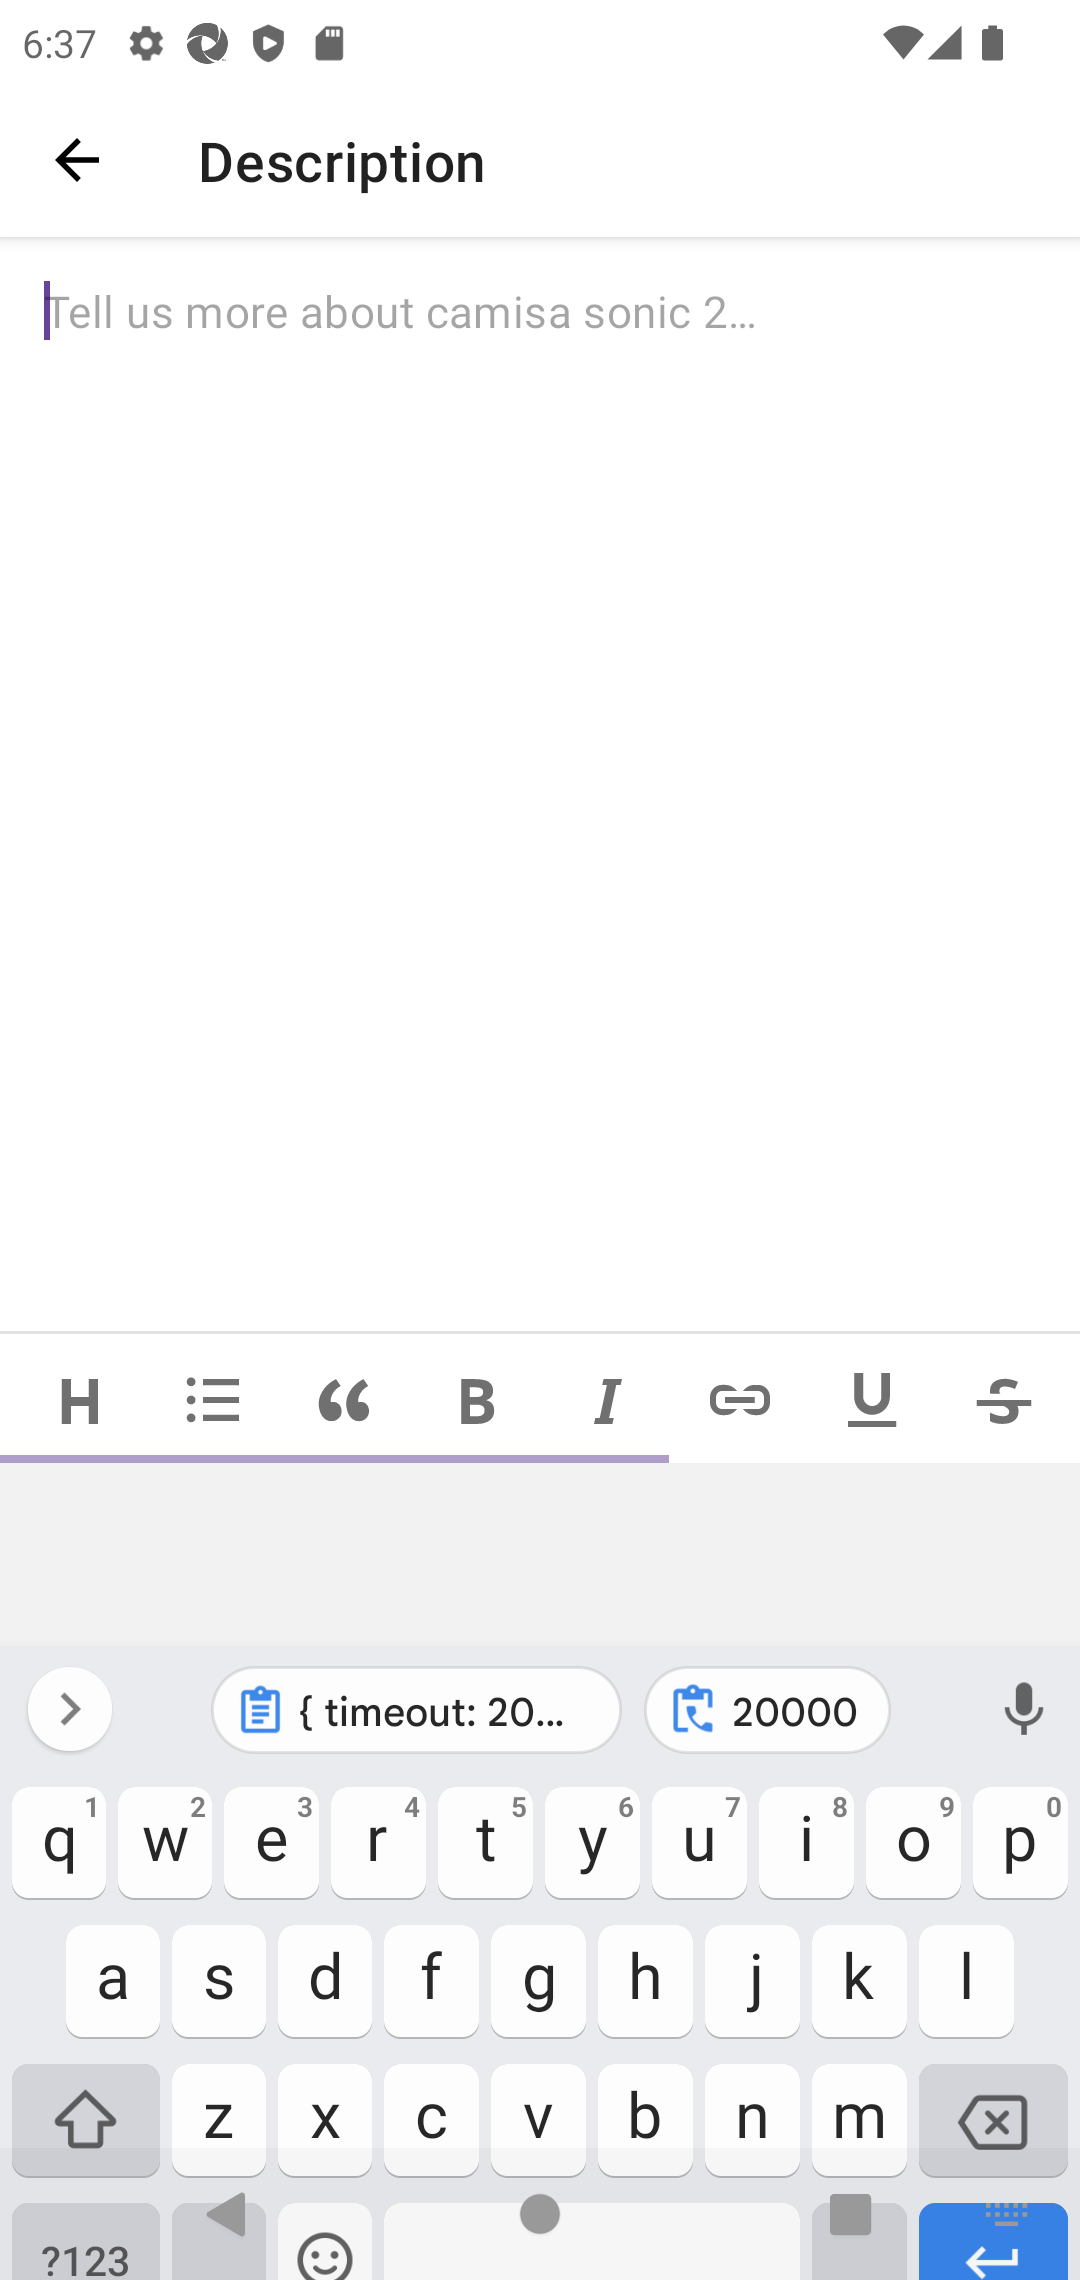 6:37
Description
Tell us more about camisa sonic 2…
H B I U S
{ timeout: 20... 20000
1 2 3 4 5 6 7 8 9 0
q w e r t y u i o p
a s d f g h j k l
z x c v b n m
?123